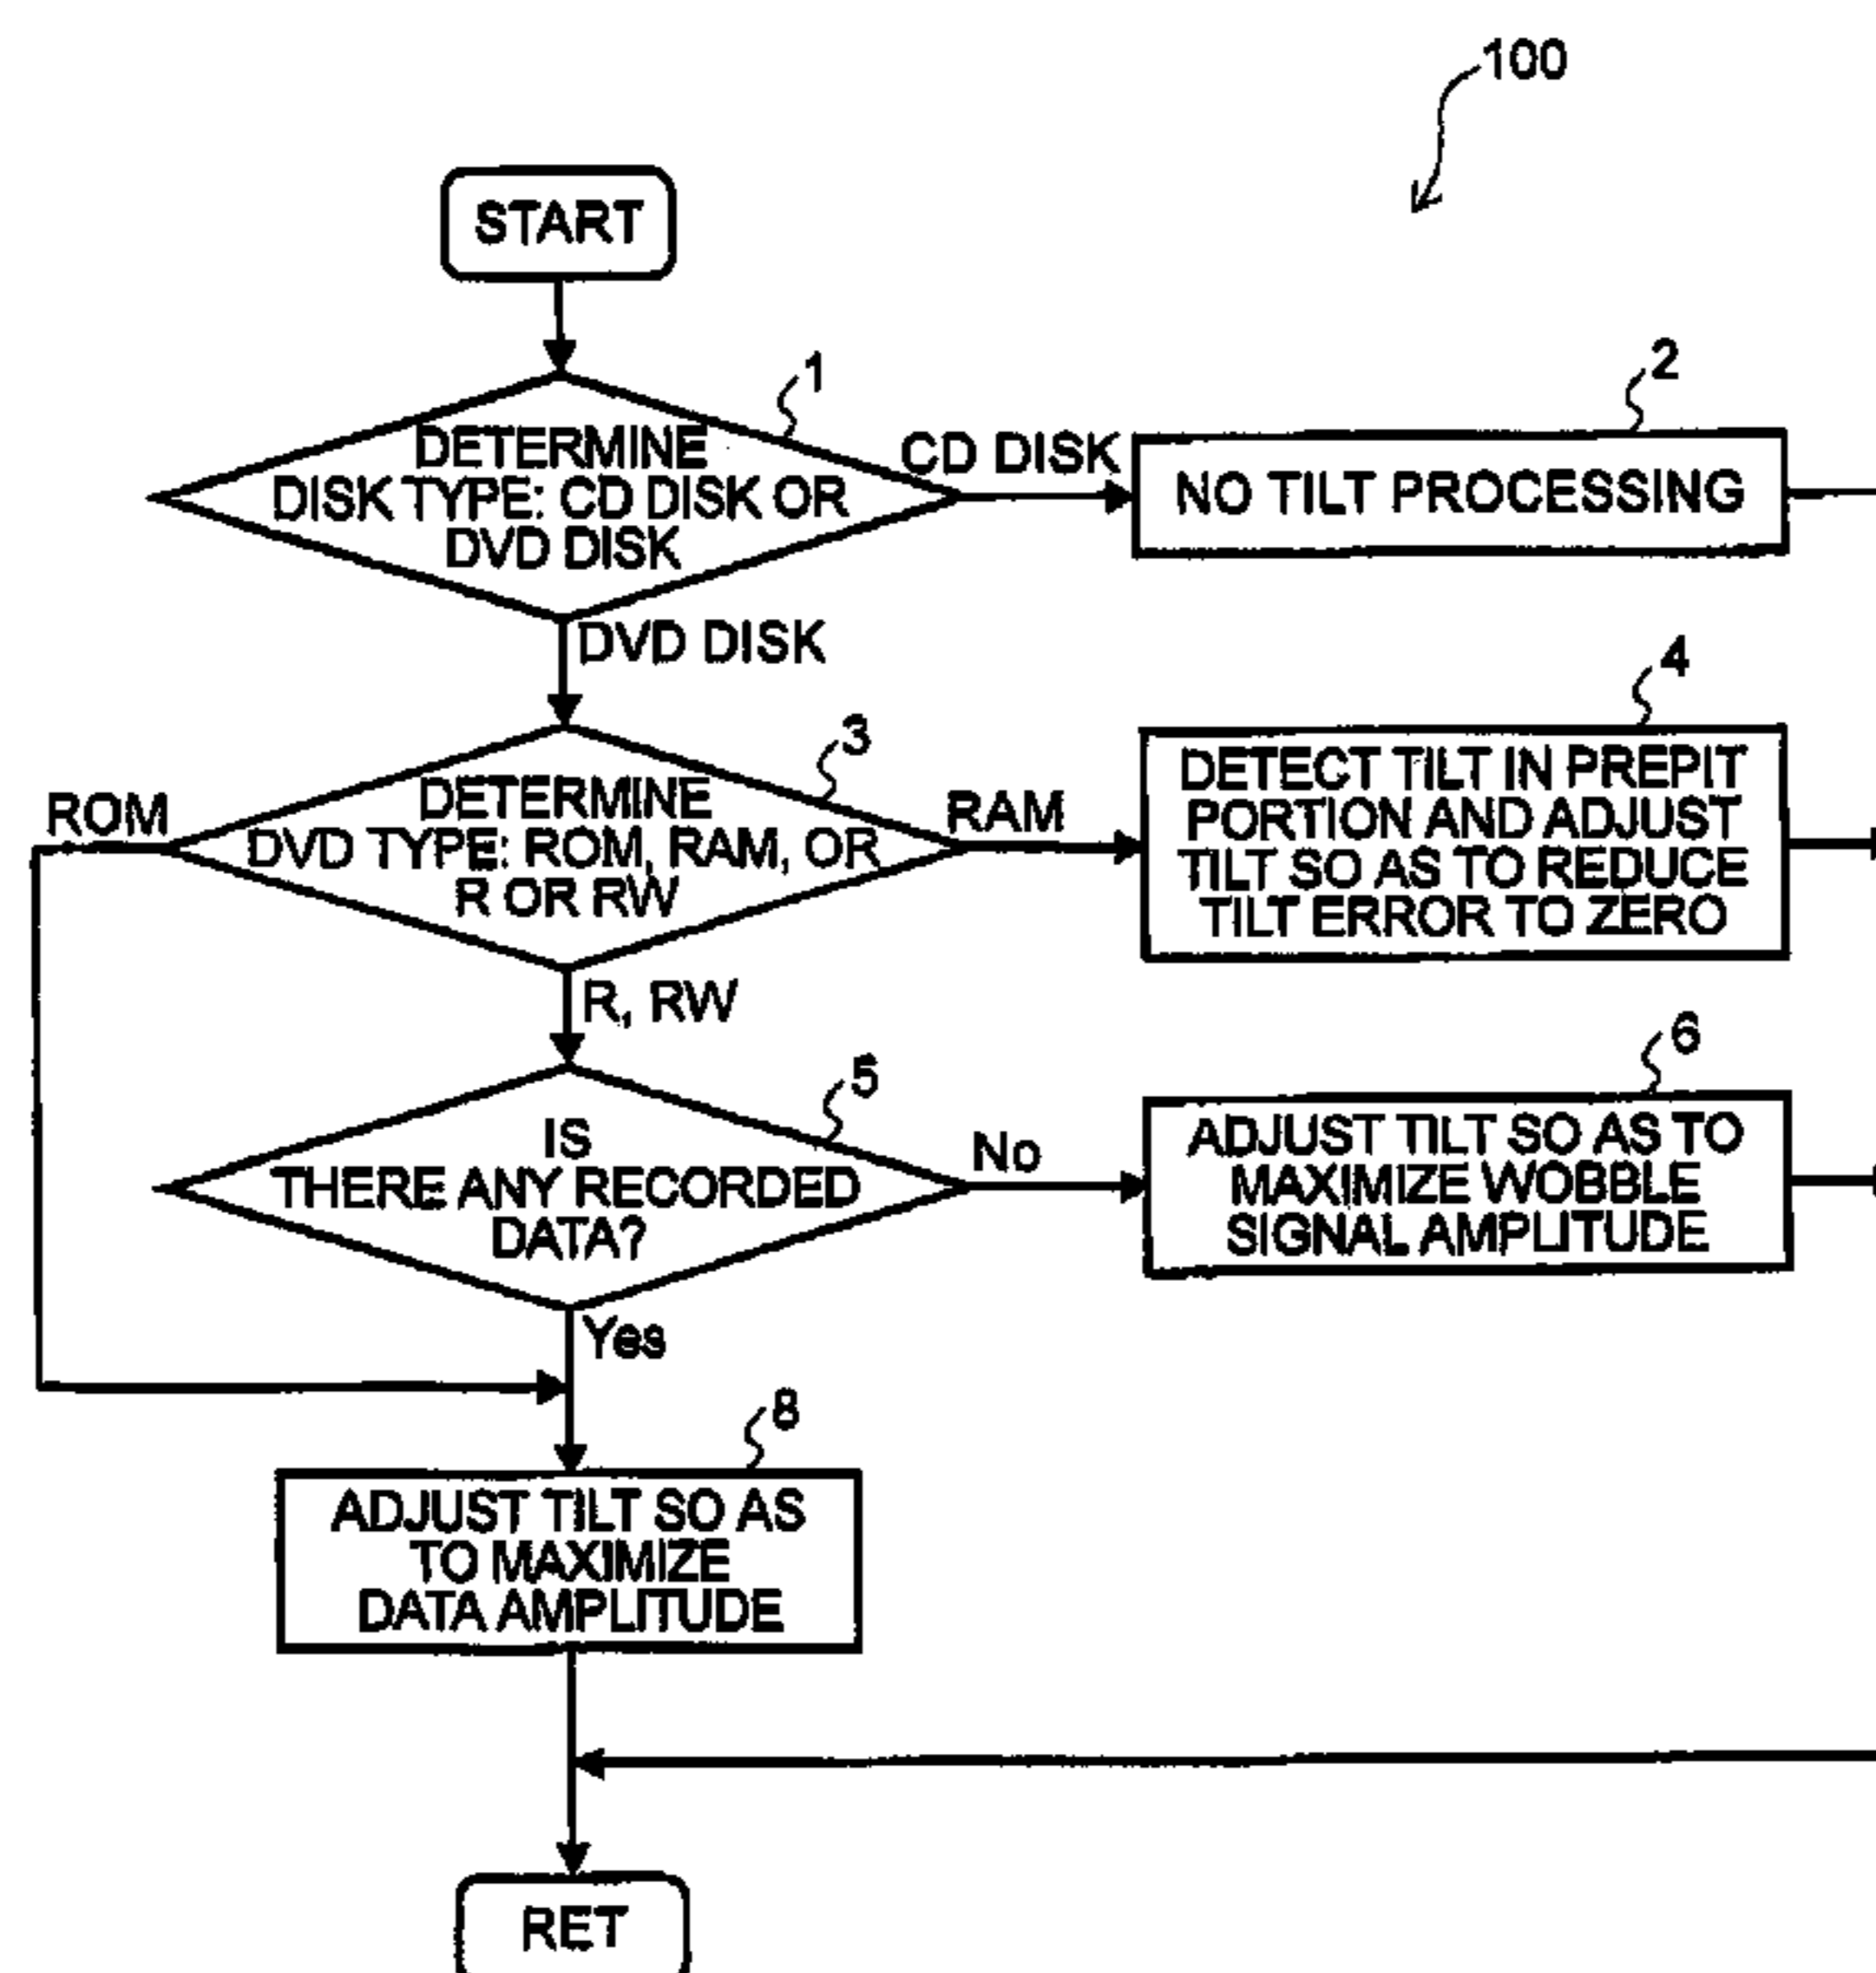 100
START
1
DETERMINE
DISK TYPE: CD DISK OR
DVD DISK
CD DISK
2
NO TILT PROCESSING
DVD DISK
3
DETERMINE
DVD TYPE: ROM, RAM, OR
R OR RW
ROM
RAM
4
DETECT TILT IN PREPIT
PORTION AND ADJUST
TILT SO AS TO REDUCE
TILT ERROR TO ZERO
R, RW
5
IS
THERE ANY RECORDED
DATA?
No
6
ADJUST TILT SO AS TO
MAXIMIZE WOBBLE
SIGNAL AMPLITUDE
Yes
8
ADJUST TILT SO AS
TO MAXIMIZE
DATA AMPLITUDE
RET